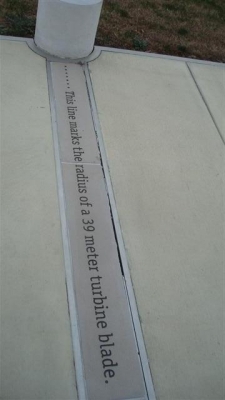 ....... This line marks the radius of a 39 meter turbine blade.